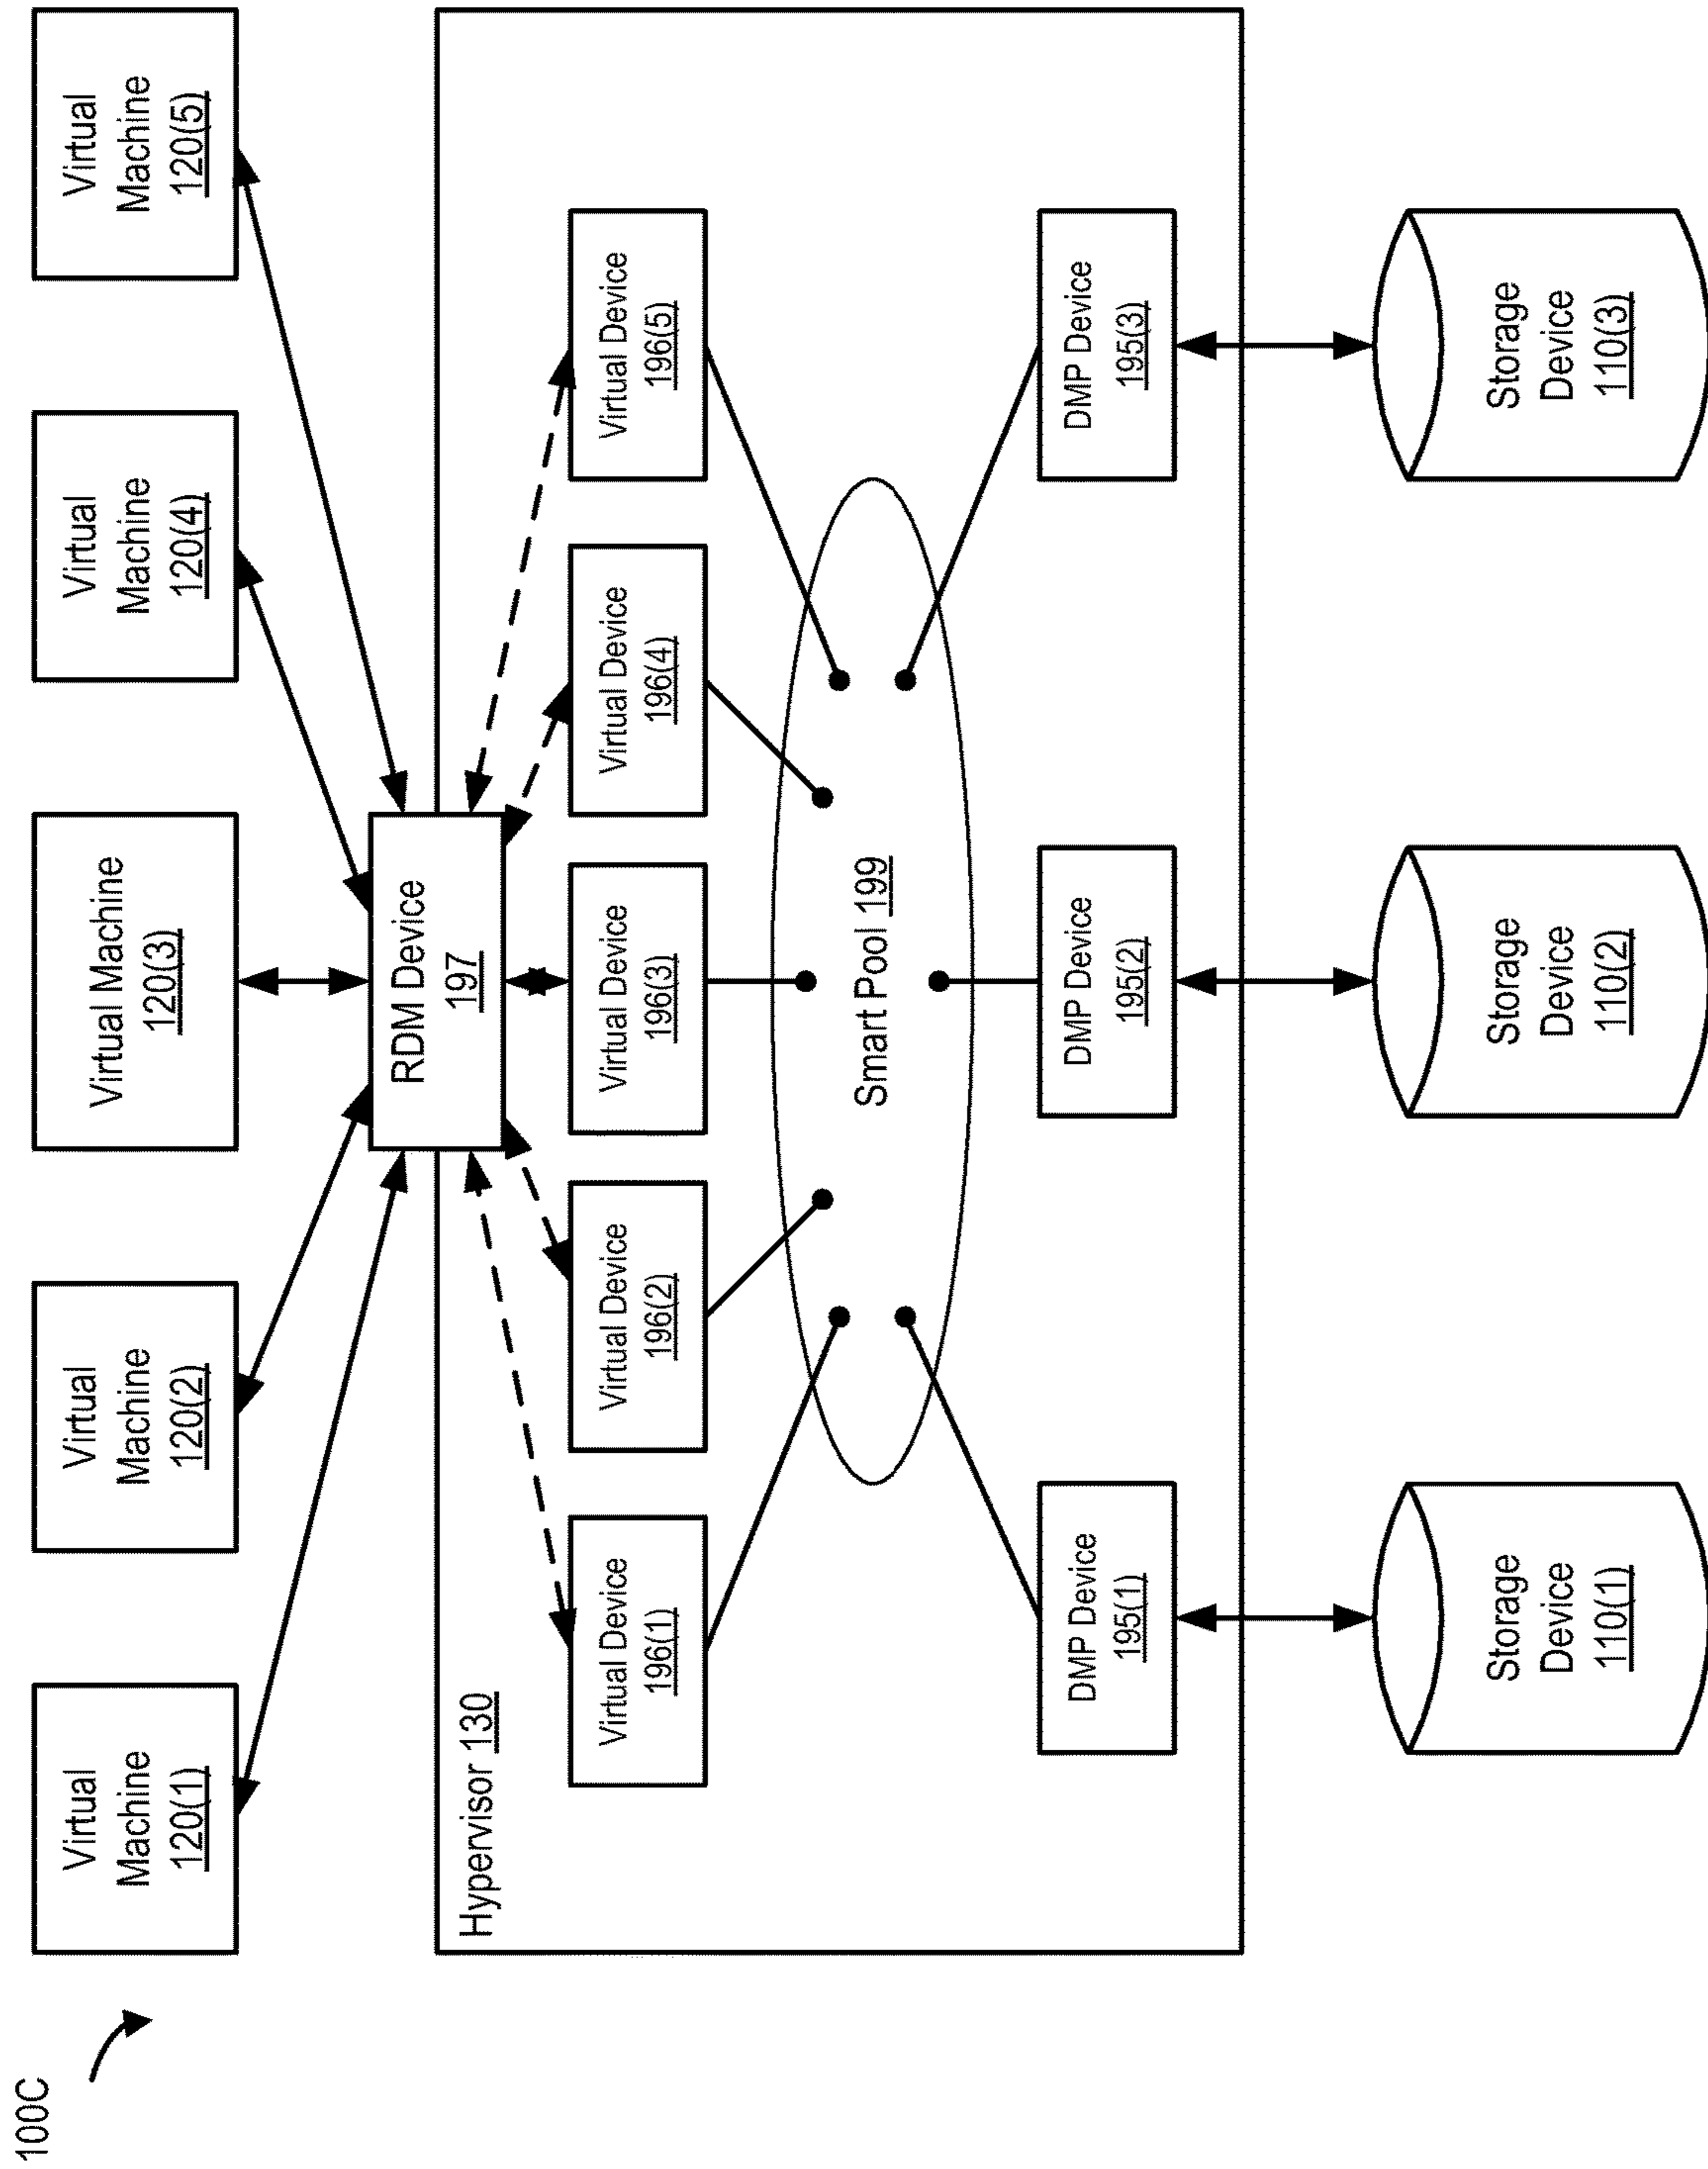 100C
Virtual
Machine
120(1)
Virtual
Machine
120(2)
Virtual Machine
120(3)
Virtual
Machine
120(4)
Virtual
Machine
120(5)
RDM Device
197
Hypervisor 130
Virtual Device
196(1)
Virtual Device
196(2)
Virtual Device
196(3)
Virtual Device
196(4)
Virtual Device
196(5)
Smart Pool 199
DMP Device
195(1)
DMP Device
195(2)
DMP Device
195(3)
Storage
Device
110(1)
Storage
Device
110(2)
Storage
Device
110(3)